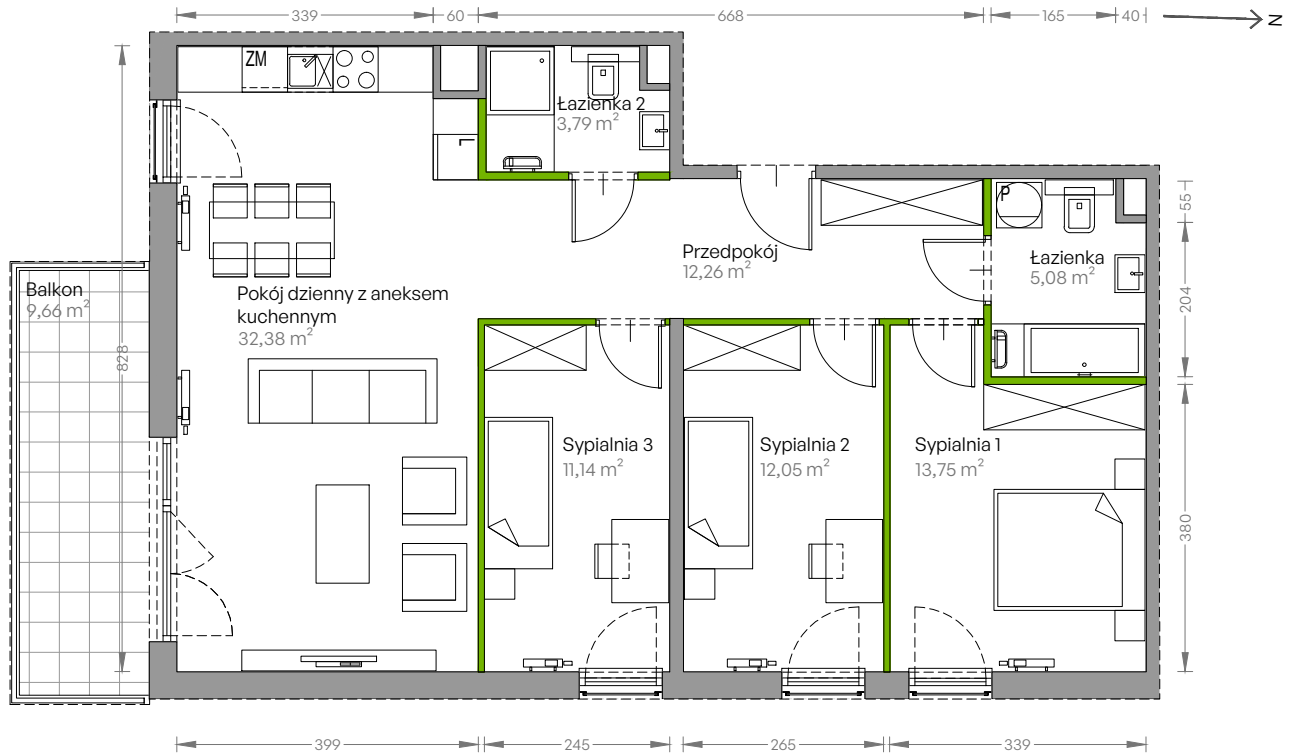 339
60
668
165
40
N
ZM
Łazienka 2
3,79 m²
L
P
55
Przedpokój
12,26 m²
Łazienka
5,08 m²
204
Balkon
9,66 m²
Pokój dzienny z aneksem
kuchennym
32,38 m²
828
Sypialnia 3
11,14 m²
Sypialnia 2
12,05 m²
Sypialnia 1
13,75 m²
380
399
245
265
339